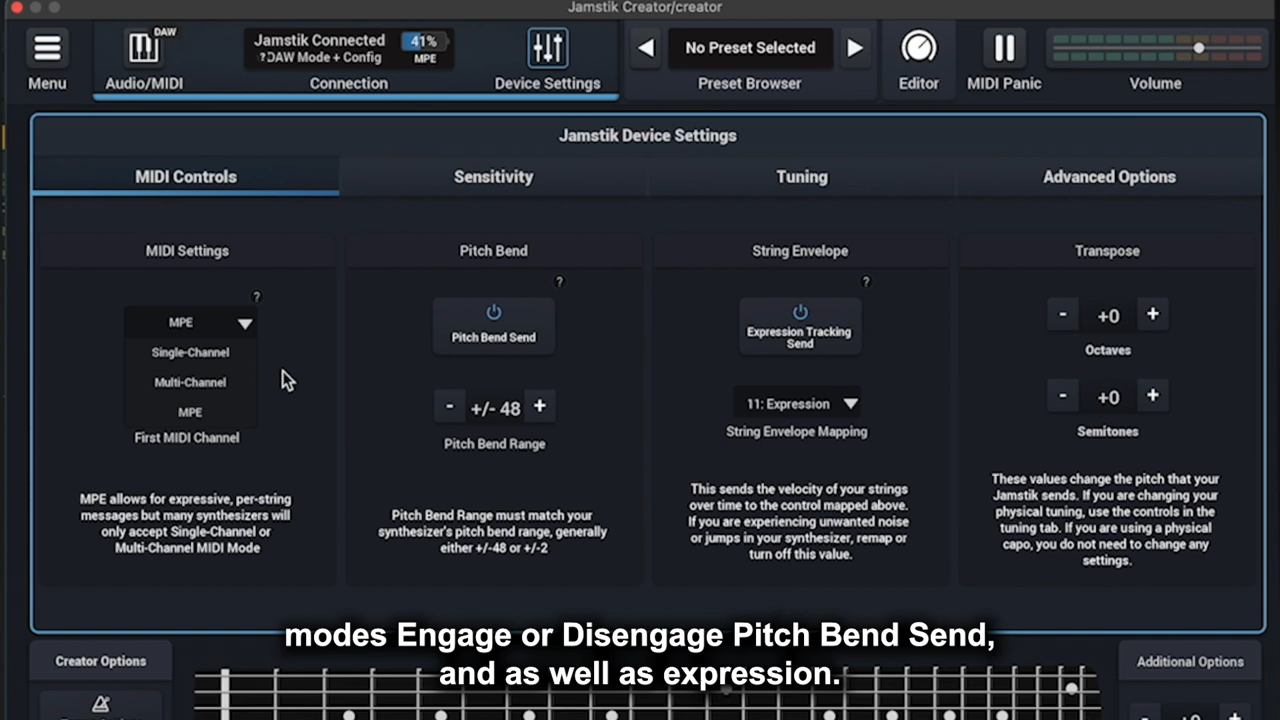 Jamstik Creator/creator
Menu
DAW
Audio/MIDI
Jamstik Connected
?DAW Mode + Config
41%
MPE
Connection
Device Settings
No Preset Selected
Preset Browser
Editor
MIDI Panic
Volume
Jamstik Device Settings
MIDI Controls
Sensitivity
Tuning
Advanced Options
MIDI Settings
?
MPE
Single-Channel
Multi-Channel
MPE
First MIDI Channel
MPE allows for expressive, per-string
messages but many synthesizers will
only accept Single-Channel or
Multi-Channel MIDI Mode
Pitch Bend
?
Pitch Bend Send
- +/- 48 +
Pitch Bend Range
Pitch Bend Range must match your
synthesizer's pitch bend range, generally
either +/-48 or +/-2
String Envelope
?
Expression Tracking
Send
11: Expression
String Envelope Mapping
This sends the velocity of your strings
over time to the control mapped above.
If you are experiencing unwanted noise
or jumps in your synthesizer, remap or
turn off this value.
Transpose
- +0 +
Octaves
- +0 +
Semitones
These values change the pitch that your
Jamstik sends. If you are changing your
physical tuning, use the controls in the
tuning tab. If you are using a physical
capo, you do not need to change any
settings.
modes Engage or Disengage Pitch Bend Send,
and as well as expression.
Creator Options
Additional Options